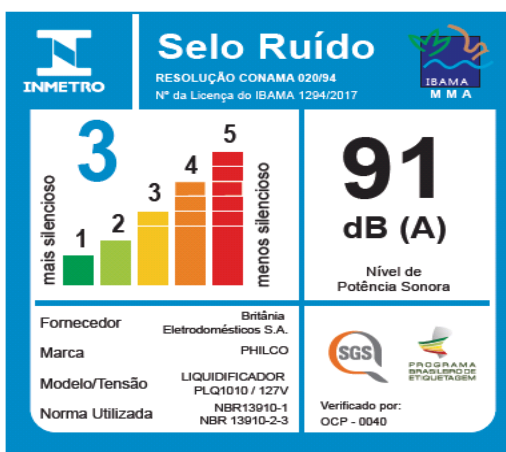 INMETRO
Selo Ruído
RESOLUÇÃO CONAMA 020/94
Nº da Licença do IBAMA 1294/2017
IBAMA
M M A
3
mais silencioso
1
2
3
4
5
menos silencioso
91
dB (A)
Nível de
Potência Sonora
Fornecedor
Britânia
Eletrodomésticos S.A.
Marca
PHILCO
Modelo/Tensão
LIQUIDIFICADOR
PLQ1010 / 127V
Norma Utilizada
NBR13910-1
NBR 13910-2-3
SGS
PROGRAMA
BRASILEIRO DE
ETIQUETAGEM
Verificado por:
OCP - 0040